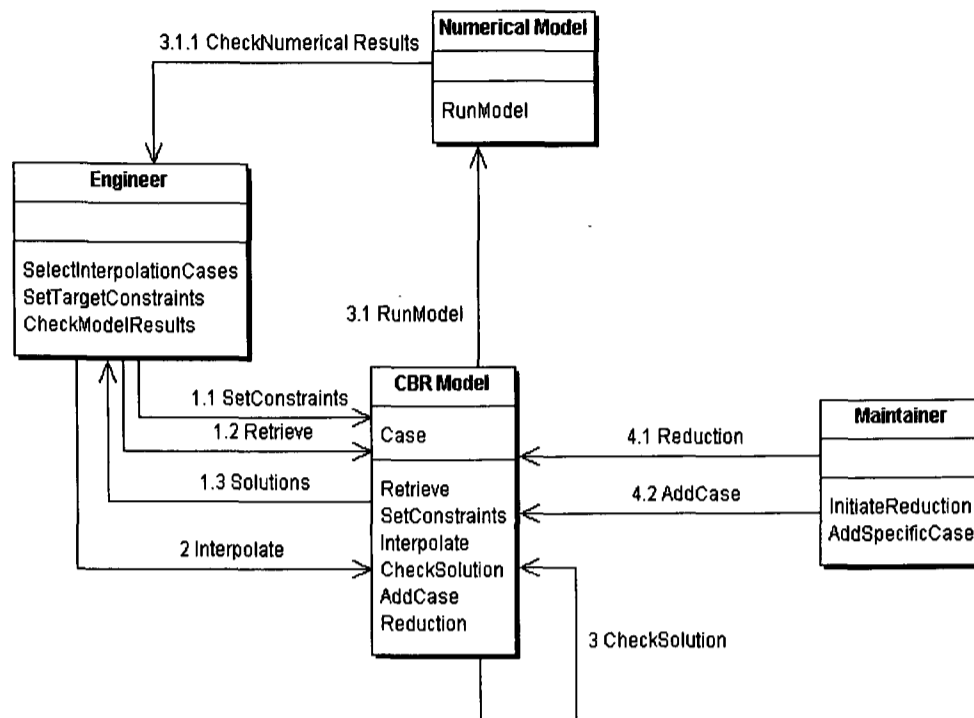 Numerical Model
3.1.1 CheckNumerical Results
RunModel
Engineer
SelectInterpolationCases
SetTargetConstraints
CheckModelResults
3.1 RunModel
CBR Model
1.1 SetConstraints
Case
1.2 Retrieve
Maintainer
4.1 Reduction
1.3 Solutions
Retrieve
SetConstraints
Interpolate
CheckSolution
AddCase
Reduction
4.2 AddCase
InitiateReduction
AddSpecificCase
2 Interpolate
3 CheckSolution